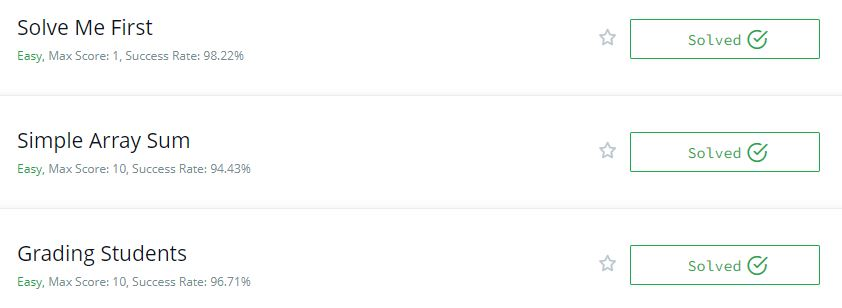 Solve Me First
Easy, Max Score: 1, Success Rate: 98.22%
Solved
Simple Array Sum
Easy, Max Score: 10, Success Rate: 94.43%
Solved
Grading Students
Easy, Max Score: 10, Success Rate: 96.71%
Solved